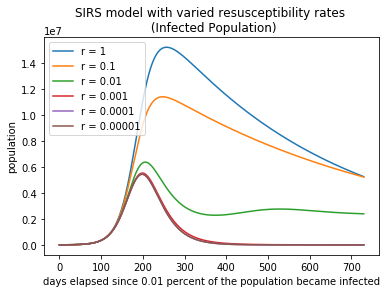 SIRS model with varied resusceptibility rates
(Infected Population)
1e7
r = 1
r = 0.1
r = 0.01
r = 0.001
r = 0.0001
r = 0.00001
population
1.4
1.2
1.0
0.8
0.6
0.4
0.2
0.0
0 100 200 300 400 500 600 700
days elapsed since 0.01 percent of the population became infected